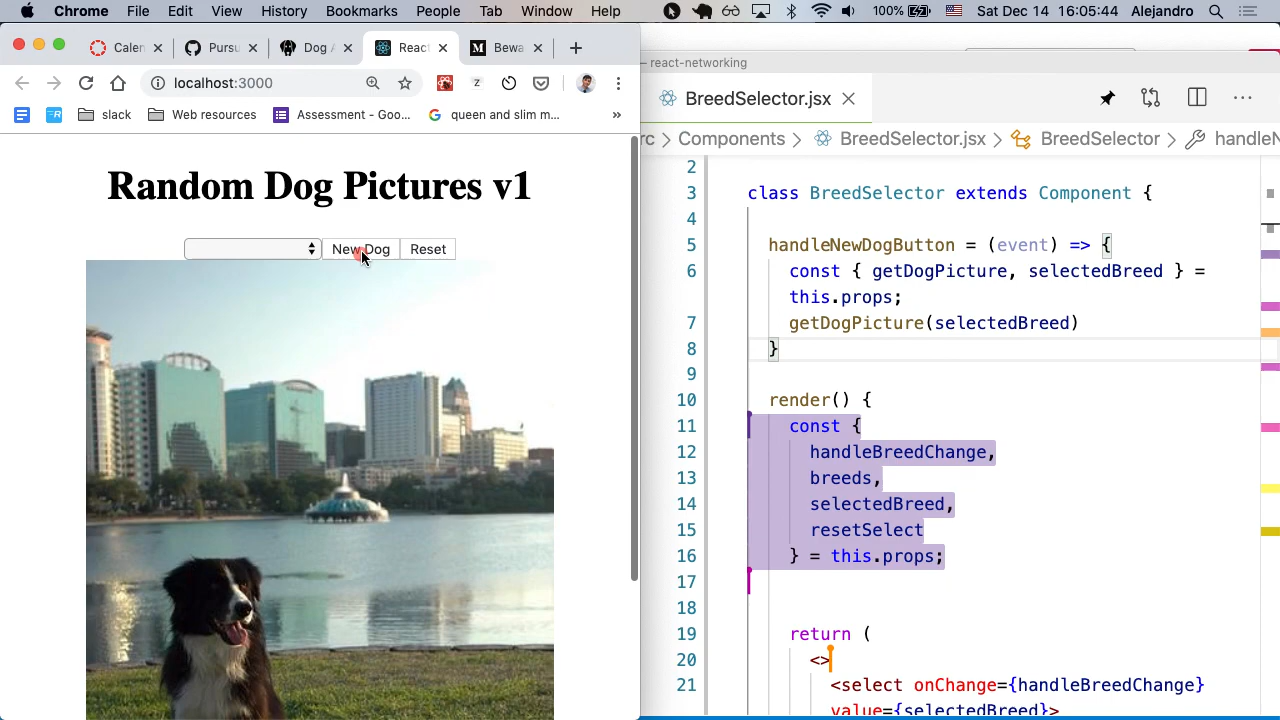 Chrome File Edit View History Bookmarks People Tab Window Help 100% Sat Dec 14 16:05:44 Alejandro
Calen Pursu Dog A React Bewa
localhost:3000
slack Web resources Assessment - Goo... queen and slim m... »
Random Dog Pictures v1
New Dog Reset
react-networking
BreedSelector.jsx
rc > Components > BreedSelector.jsx > BreedSelector > handleN
2
3 class BreedSelector extends Component {
4
5 handleNewDogButton = (event) => {
6 const { getDogPicture, selectedBreed } =
this.props;
7 getDogPicture(selectedBreed)
8 }
9
10 render() {
11 const {
12 handleBreedChange,
13 breeds,
14 selectedBreed,
15 resetSelect
16 } = this.props;
17
18
19 return (
20 <>
21 <select onChange={handleBreedChange}
value={selectedBreed}>